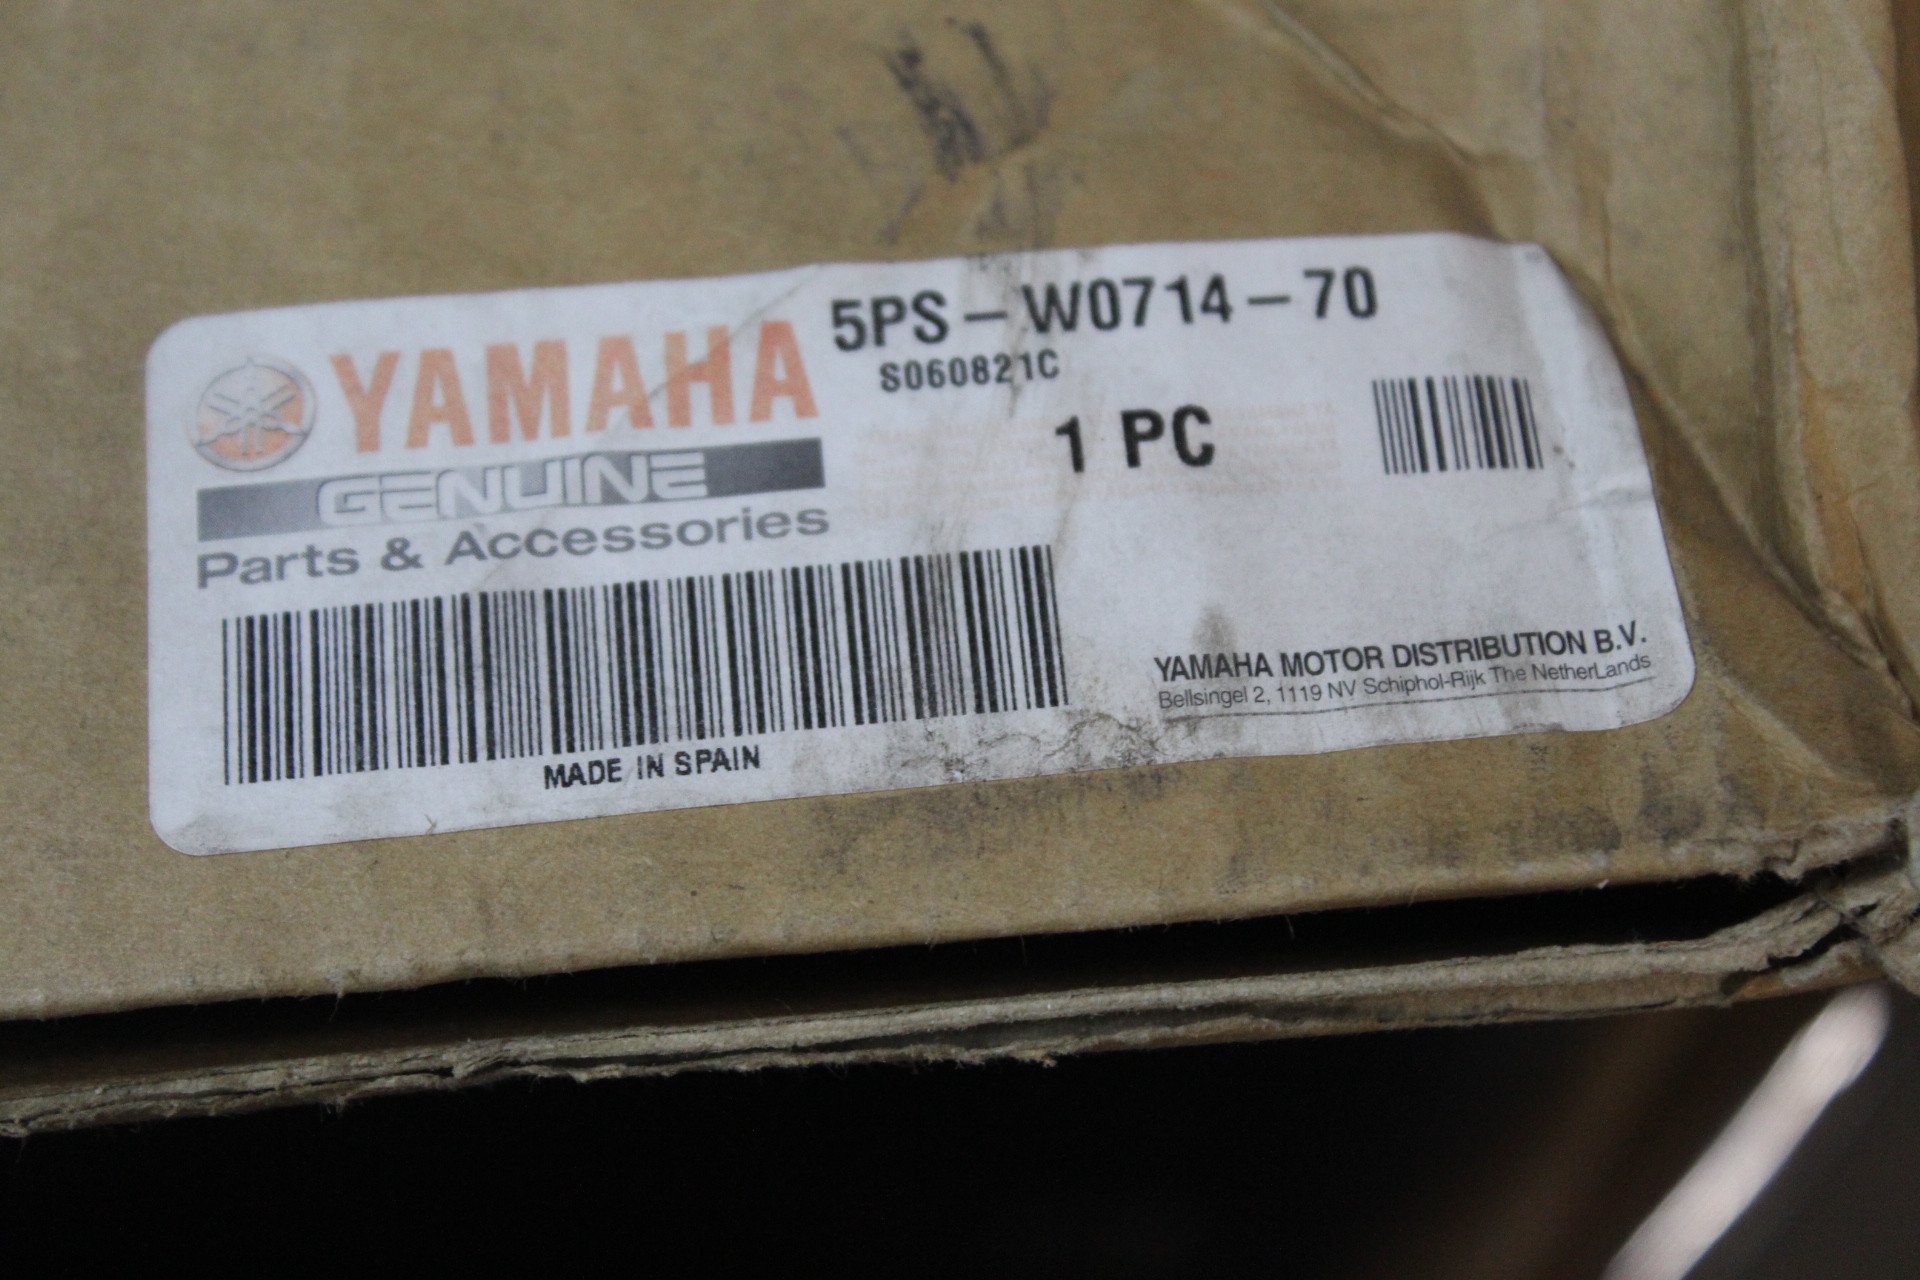 YAMAHA
GENUINE
Parts & Accessories
5PS-W0714-70
S060821C
1 PC
MADE IN SPAIN
YAMAHA MOTOR DISTRIBUTION B.V.
Bellsingel 2, 1119 NV Schiphol-Rijk The NetherLands